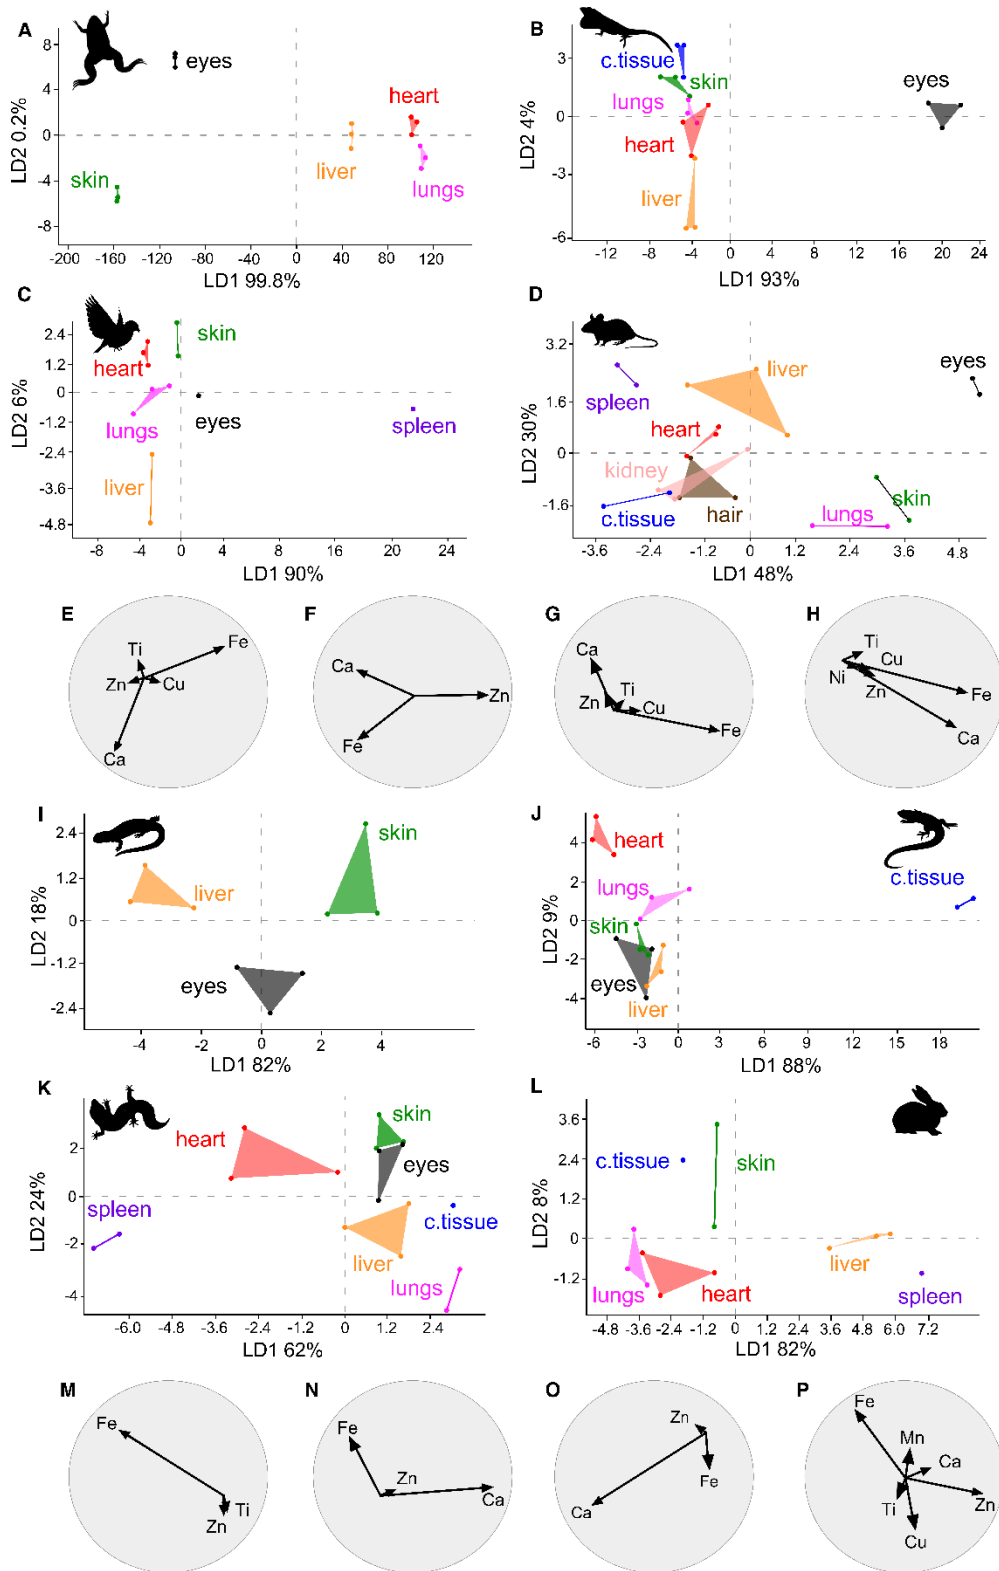 A
8
4
0
-4
-8
LD2 0.2%
eyes
heart
liver
lungs
skin
-200 -160 -120 -80 -4 0 40 80 120
LD1 99.8%
B
3
0
-3
-6
LD2 4%
c.tissue
skin
lungs
heart
liver
eyes
-12 -8 -4 0 4 8 12 16 20 24
LD1 93%
C
2.4
1.2
0
-1.2
-2.4
-3.6
-4.8
LD2 6%
skin
heart
lungs
eyes
spleen
liver
-8 -4 0 4 8 12 16 21 24
LD1 90%
D
3.2
1.6
0
-1.6
LD2 30%
liver
eyes
spleen
heart
kidney
skin
c.tissue
hair
lungs
-3.6 -2.4 -1.2 0 1.2 2.4 3.6 4.8
LD1 48%
E
Ti
Fe
Zn
Cu
Ca
F
Ca
Zn
Fe
G
Ca
Ti
Zn
Cu
Fe
H
Ti
Cu
Ni
Zn
Fe
Ca
I
2.4
1.2
0
-1.2
-2.4
LD2 18%
skin
liver
eyes
-4 -2 0 2 4
LD1 82%
J
4
2
0
-2
-4
LD2 9%
heart
lungs
c.tissue
skin
eyes
liver
-6 -3 0 3 6 9 12 15 18
LD1 88%
K
2
0
-2
-4
LD2 24%
skin
heart
eyes
spleen
c.tissue
liver
lungs
-6.0 -4.8 -3.6 -2.4 0 1.2 2.4
LD1 62%
L
3.6
2.4
1.2
0
-1.2
LD2 8%
c.tissue
skin
liver
lungs
heart
spleen
-4.8 -3.6 -2.4 -1.2 0 1.2 2.4 3.6 4.8 6.0 7.2
LD1 82%
M
Fe
Ti
Zn
N
Fe
Zn
Ca
O
Zn
Fe
Ca
P
Fe
Mn
Ca
Ti
Zn
Cu